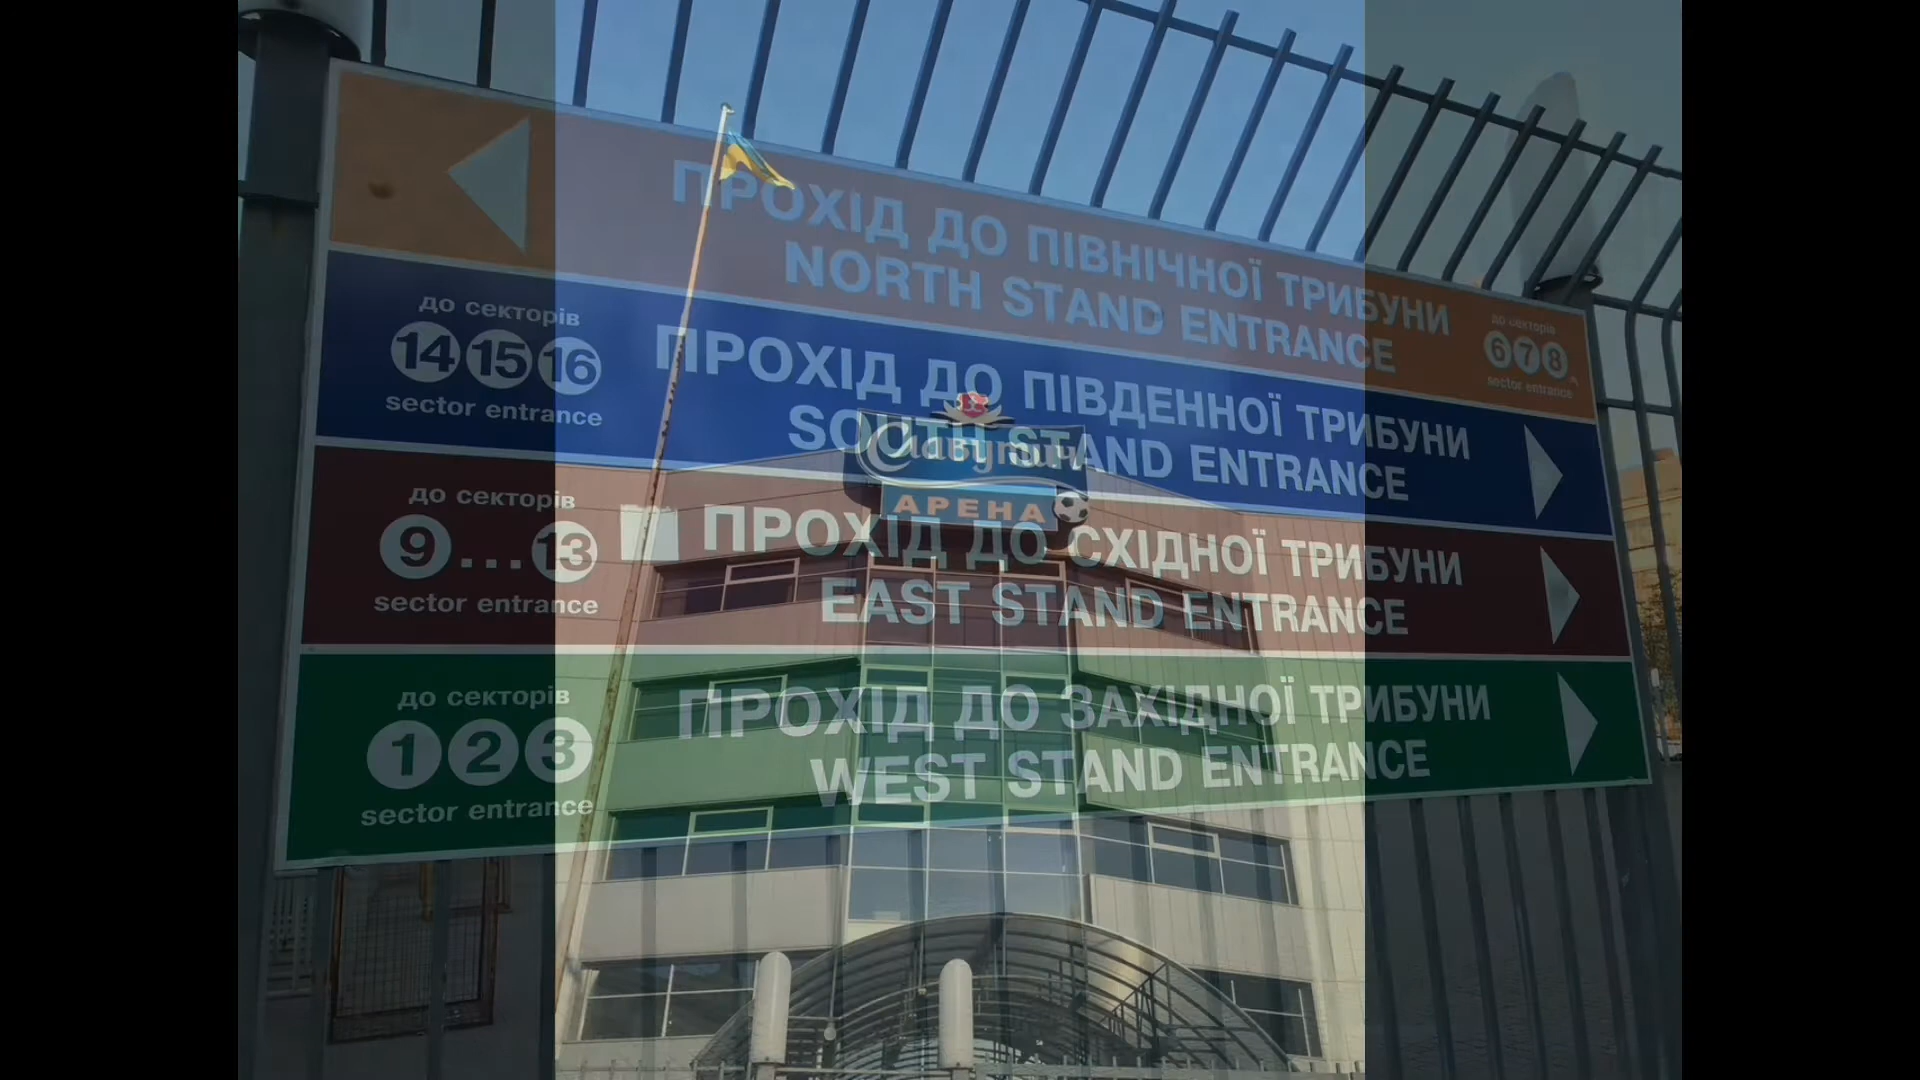 ПРОХІД ДО ПІВНІЧНОЇ ТРИБУНИ
NORTH STAND ENTRANCE
до секторів
6 7 8
sector entrance
до секторів
14 15 16
sector entrance
ПРОХІД ДО ПІВДЕННОЇ ТРИБУНИ
SOUTH STAND ENTRANCE
Славутич
АРЕНА
до секторів
9...13
sector entrance
ПРОХІД ДО СХІДНОЇ ТРИБУНИ
EAST STAND ENTRANCE
до секторів
1 2 3
sector entrance
ПРОХІД ДО ЗАХІДНОЇ ТРИБУНИ
WEST STAND ENTRANCE